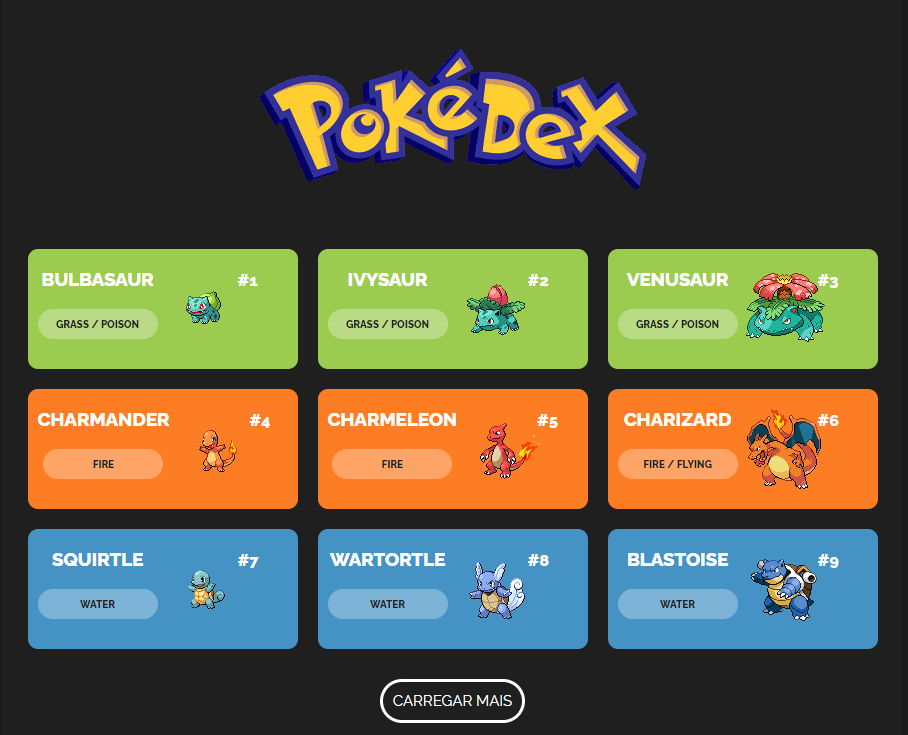 PoKéDex
BULBASAUR #1
GRASS / POISON
IVYSAUR #2
GRASS / POISON
VENUSAUR #3
GRASS / POISON
CHARMANDER #4
FIRE
CHARMELEON #5
FIRE
CHARIZARD #6
FIRE / FLYING
SQUIRTLE #7
WATER
WARTORTLE #8
WATER
BLASTOISE #9
WATER
CARREGAR MAIS